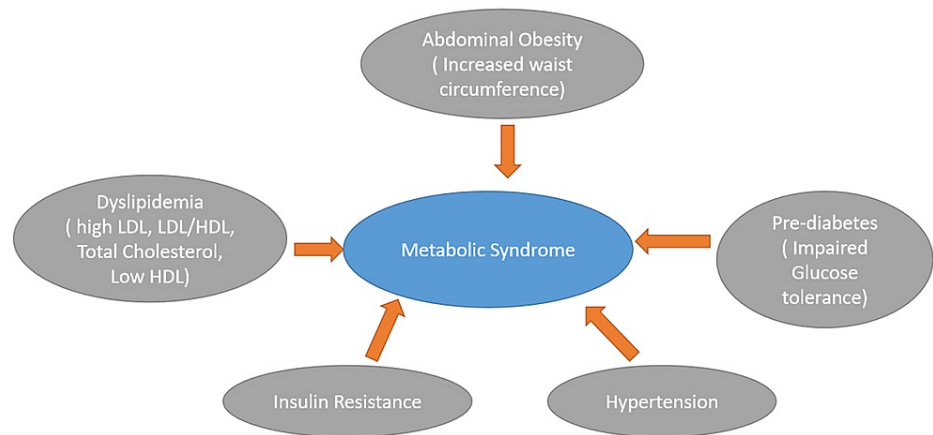 Abdominal Obesity
( Increased waist
circumference)
Dyslipidemia
( high LDL, LDL/HDL,
Total Cholesterol,
Low HDL)
Metabolic Syndrome
Pre-diabetes
( Impaired
Glucose
tolerance)
Insulin Resistance
Hypertension